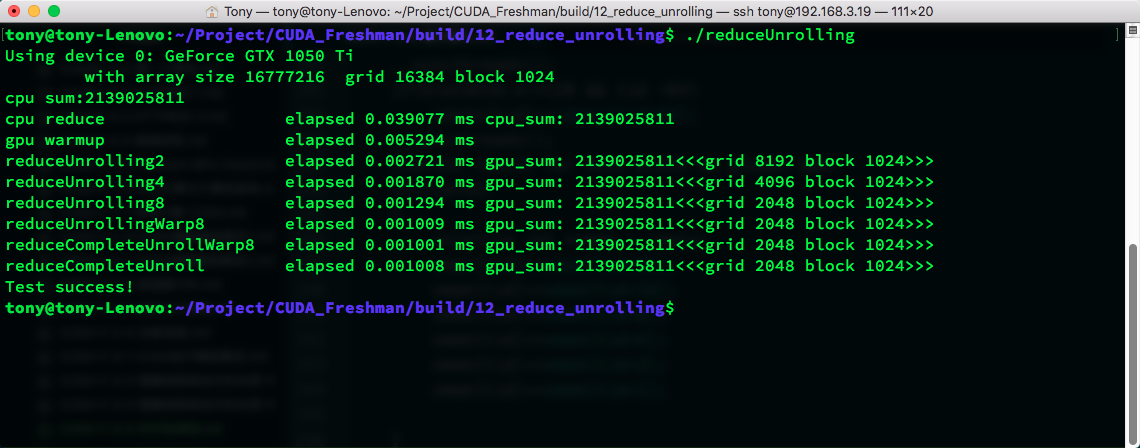 Tony — tony@tony-Lenovo: ~/Project/CUDA_Freshman/build/12_reduce_unrolling — ssh tony@192.168.3.19 — 111×20
tony@tony-Lenovo:~/Project/CUDA_Freshman/build/12_reduce_unrolling$ ./reduceUnrolling
Using device 0: GeForce GTX 1050 Ti
        with array size 16777216  grid 16384 block 1024
cpu sum:2139025811
cpu reduce                  elapsed 0.039077 ms cpu_sum: 2139025811
gpu warmup                  elapsed 0.005294 ms
reduceUnrolling2            elapsed 0.002721 ms gpu_sum: 2139025811<<<grid 8192 block 1024>>>
reduceUnrolling4            elapsed 0.001870 ms gpu_sum: 2139025811<<<grid 4096 block 1024>>>
reduceUnrolling8            elapsed 0.001294 ms gpu_sum: 2139025811<<<grid 2048 block 1024>>>
reduceUnrollingWarp8        elapsed 0.001009 ms gpu_sum: 2139025811<<<grid 2048 block 1024>>>
reduceCompleteUnrollWarp8   elapsed 0.001001 ms gpu_sum: 2139025811<<<grid 2048 block 1024>>>
reduceCompleteUnroll        elapsed 0.001008 ms gpu_sum: 2139025811<<<grid 2048 block 1024>>>
Test success!
tony@tony-Lenovo:~/Project/CUDA_Freshman/build/12_reduce_unrolling$